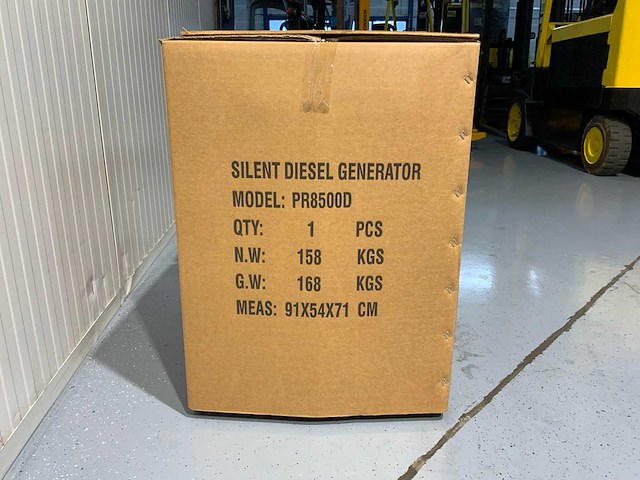 SILENT DIESEL GENERATOR
MODEL: PR8500D
QTY: 1 PCS
N.W: 158 KGS
G.W: 168 KGS
MEAS: 91X54X71 CM